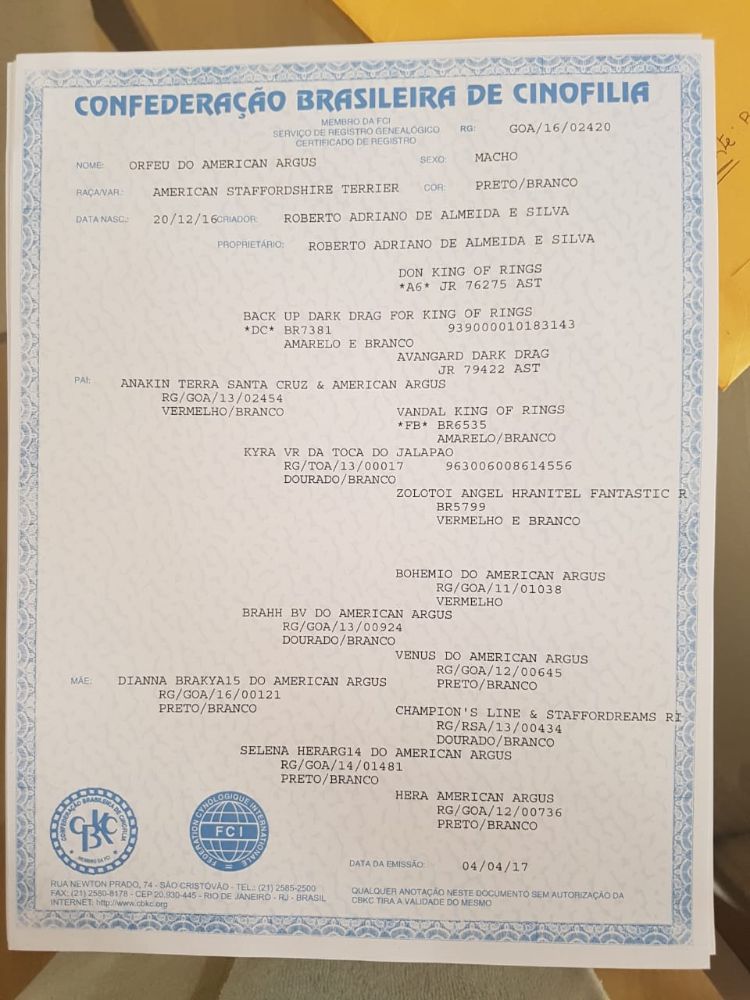 CONFEDERAÇÃO BRASILEIRA DE CINOFILIA
MEMBRO DA FCI
SERVIÇO DE REGISTRO GENEALÓGICO RG: GOA/16/02420
CERTIFICADO DE REGISTRO
NOME: ORFEU DO AMERICAN ARGUS SEXO: MACHO
RAÇA/VAR.: AMERICAN STAFFORDSHIRE TERRIER COR: PRETO/BRANCO
DATA NASC.: 20/12/16 CRIADOR: ROBERTO ADRIANO DE ALMEIDA E SILVA
PROPRIETÁRIO: ROBERTO ADRIANO DE ALMEIDA E SILVA
DON KING OF RINGS
*A6* JR 76275 AST
BACK UP DARK DRAG FOR KING OF RINGS
*DC* BR7381 939000010183143
AMARELO E BRANCO
AVANGARD DARK DRAG
JR 79422 AST
PAI: ANAKIN TERRA SANTA CRUZ & AMERICAN ARGUS
RG/GOA/13/02454
VERMELHO/BRANCO
VANDAL KING OF RINGS
*FB* BR6535
AMARELO/BRANCO
KYRA VR DA TOCA DO JALAPAO
RG/TOA/13/00017 963006008614556
DOURADO/BRANCO
ZOLOTOI ANGEL HRANITEL FANTASTIC R
BR5799
VERMELHO E BRANCO
BOHEMIO DO AMERICAN ARGUS
RG/GOA/11/01038
VERMELHO
BRAHH BV DO AMERICAN ARGUS
RG/GOA/13/00924
DOURADO/BRANCO
VENUS DO AMERICAN ARGUS
RG/GOA/12/00645
PRETO/BRANCO
MÃE: DIANNA BRAKYA15 DO AMERICAN ARGUS
RG/GOA/16/00121
PRETO/BRANCO
CHAMPION'S LINE & STAFFORDREAMS RI
RG/RSA/13/00434
DOURADO/BRANCO
SELENA HERARG14 DO AMERICAN ARGUS
RG/GOA/14/01481
PRETO/BRANCO
HERA AMERICAN ARGUS
RG/GOA/12/00736
PRETO/BRANCO
CONFEDERAÇÃO BRASILEIRA DE CINOFILIA
CBKC
MEMBRO DA FCI
FEDERATION CYNOLOGIQUE INTERNATIONALE
FCI
DATA DA EMISSÃO: 04/04/17
RUA NEWTON PRADO, 74 - SÃO CRISTÓVÃO - TEL.: (21) 2585-2500
FAX: (21) 2580-8178 - CEP 20.930-445 - RIO DE JANEIRO - RJ - BRASIL
INTERNET: http://www.cbkc.org
QUALQUER ANOTAÇÃO NESTE DOCUMENTO SEM AUTORIZAÇÃO DA
CBKC TIRA A VALIDADE DO MESMO